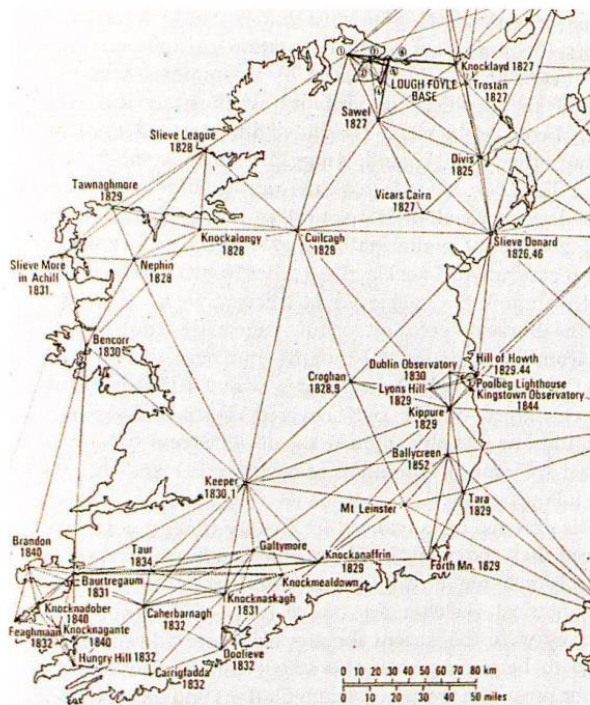 Knocklayd 1827
Trostan
1827
LOUGH FOYLE
BASE
Sawel
1827
Slieve League
1828
Divis
1825
Tawnaghmore
1829
Vicars Cairn
1827
Knockalongy
1828
Cuilcagh
1828
Slieve Donard
1826,46
Slieve More
in Achill
1831.
Nephin
1828
Bencorr
1830
Hill of Howth
1829.44
Dublin Observatory
1830
Poolbeg Lighthouse
Kingstown Observatory
1844
Croghan
1828.9
Lyons Hill
1829
Kippure
1829
Ballycreen
1852
Keeper
1830.1
Tara
1829
Mt Leinster
Brandon
1840
Taur
1834
Galtymore
Knockanaffrin
1829
Forth Mn. 1829
Baurtregaum
1831
Knockmealdown
Knocknadober
1840
Knocknaskagh
1831
Caherbarnagh
1832
Feaghmaan
1832
Knocknagante
1840
Hungry Hill 1832
Doolieve
1832
Carrigfadda
1832
0 10 20 30 40 50 60 70 80 km
0 10 20 30 40 50 miles